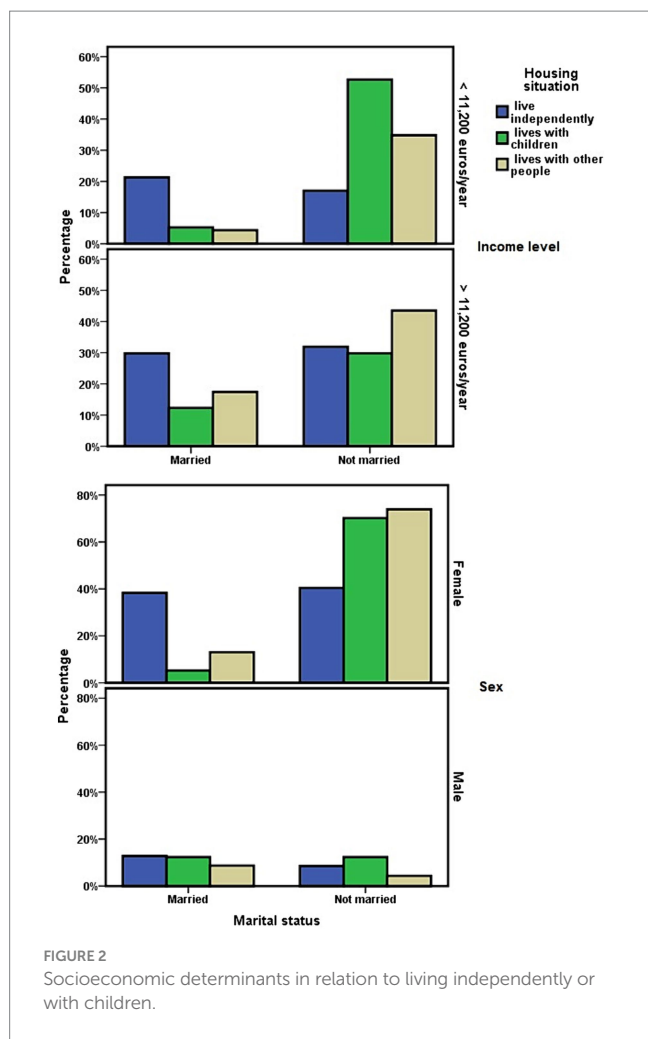 Housing
situation
live
independently
lives with
children
lives with other
people
60%
50%
40%
30%
20%
10%
0%
< 11,200 euros/year
Percentage
Income level
60%
50%
40%
30%
20%
10%
0%
> 11,200 euros/year
Married
Not married
80%
60%
40%
20%
0%
Female
Percentage
Sex
80%
60%
40%
20%
0%
Male
Married
Not married
Marital status
FIGURE 2
Socioeconomic determinants in relation to living independently or
with children.